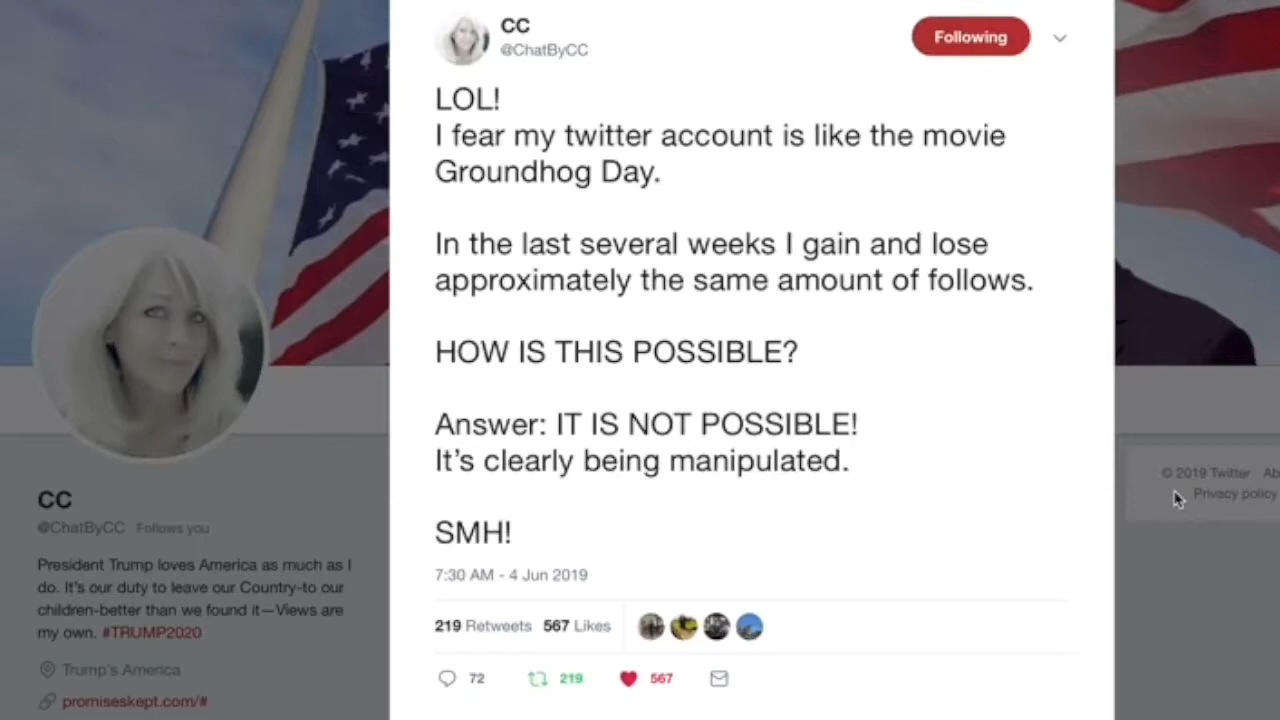 CC
@ChatByCC
Following
LOL!
I fear my twitter account is like the movie
Groundhog Day.
In the last several weeks I gain and lose
approximately the same amount of follows.
HOW IS THIS POSSIBLE?
Answer: IT IS NOT POSSIBLE!
It's clearly being manipulated.
SMH!
7:30 AM - 4 Jun 2019
219 Retweets 567 Likes
72 219 567
CC
@ChatByCC Follows you
President Trump loves America as much as I
do. It's our duty to leave our Country-to our
children-better than we found it—Views are
my own. #TRUMP2020
Trump's America
promiseskept.com/#
© 2019 Twitter Ab
Privacy policy